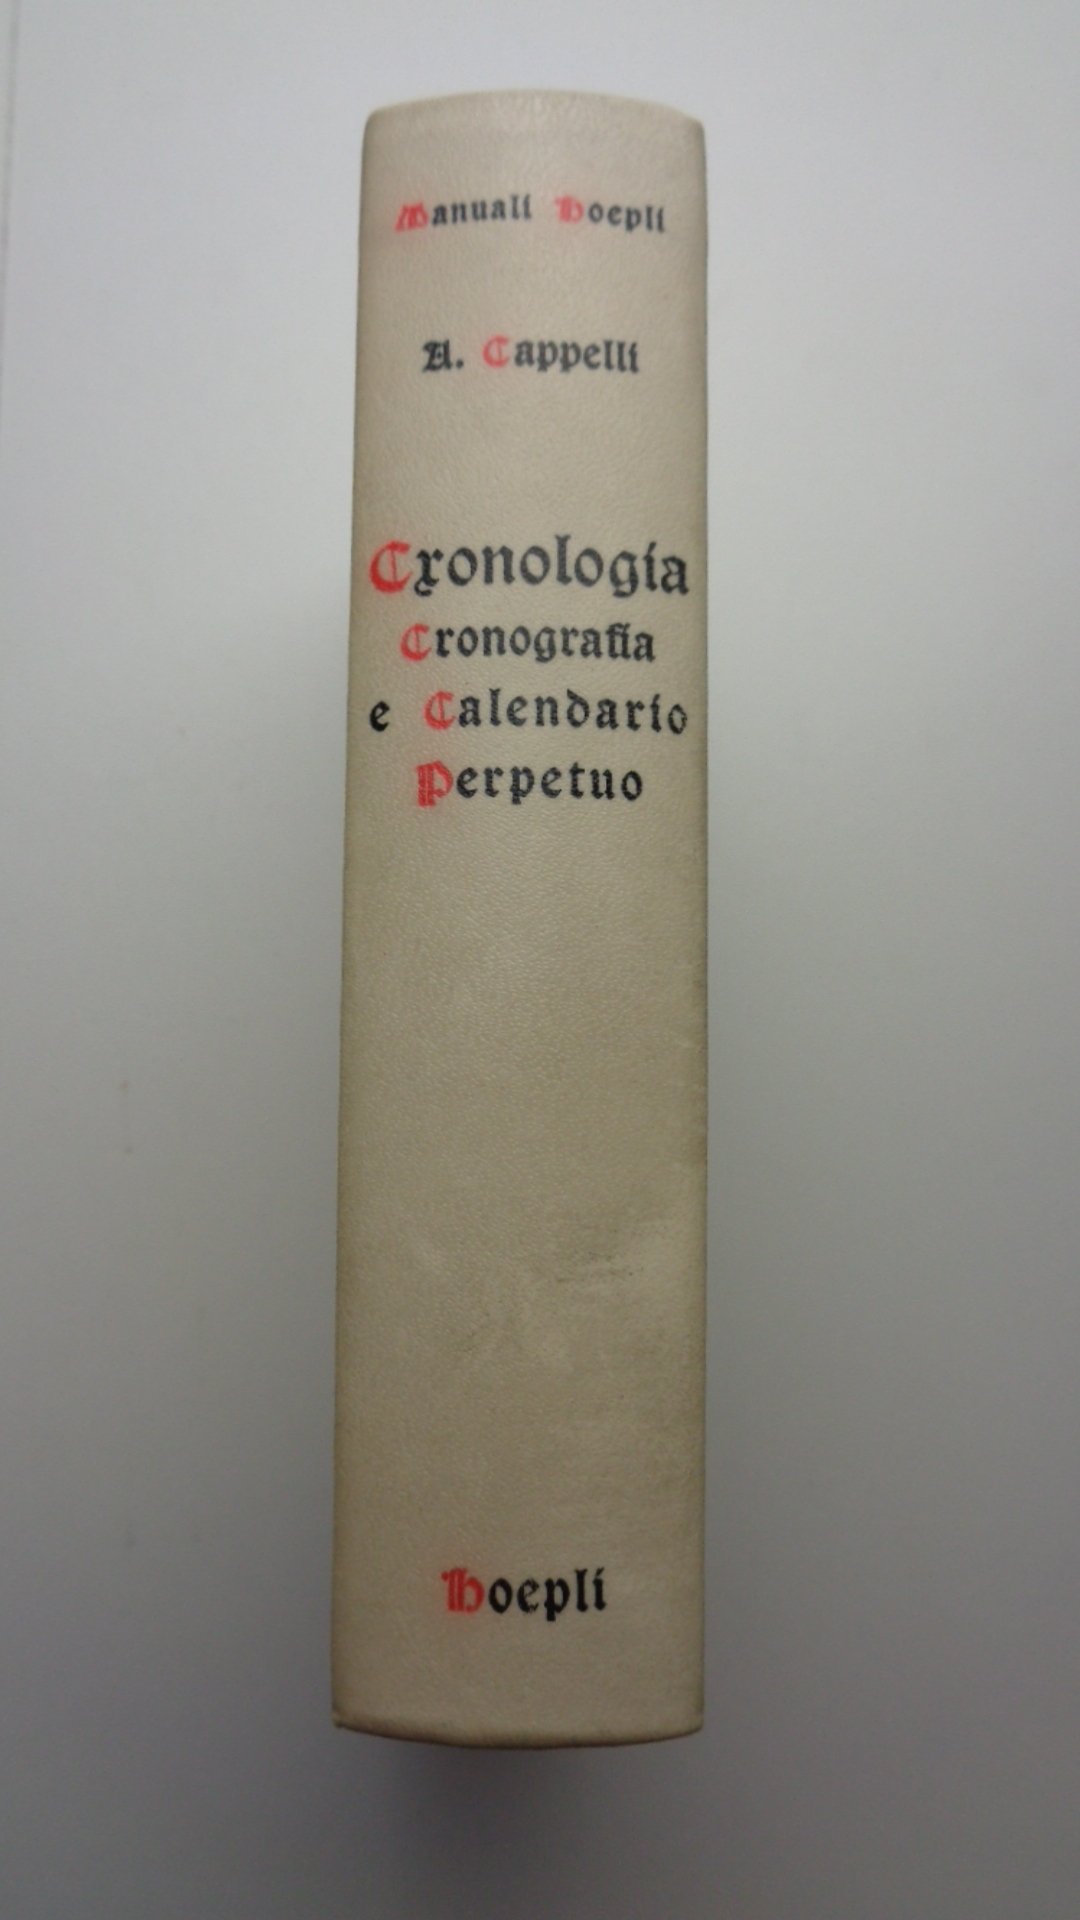 Manuali Hoepli
A. Cappelli
Cronologia
Cronografia
e Calendario
Perpetuo
Hoepli